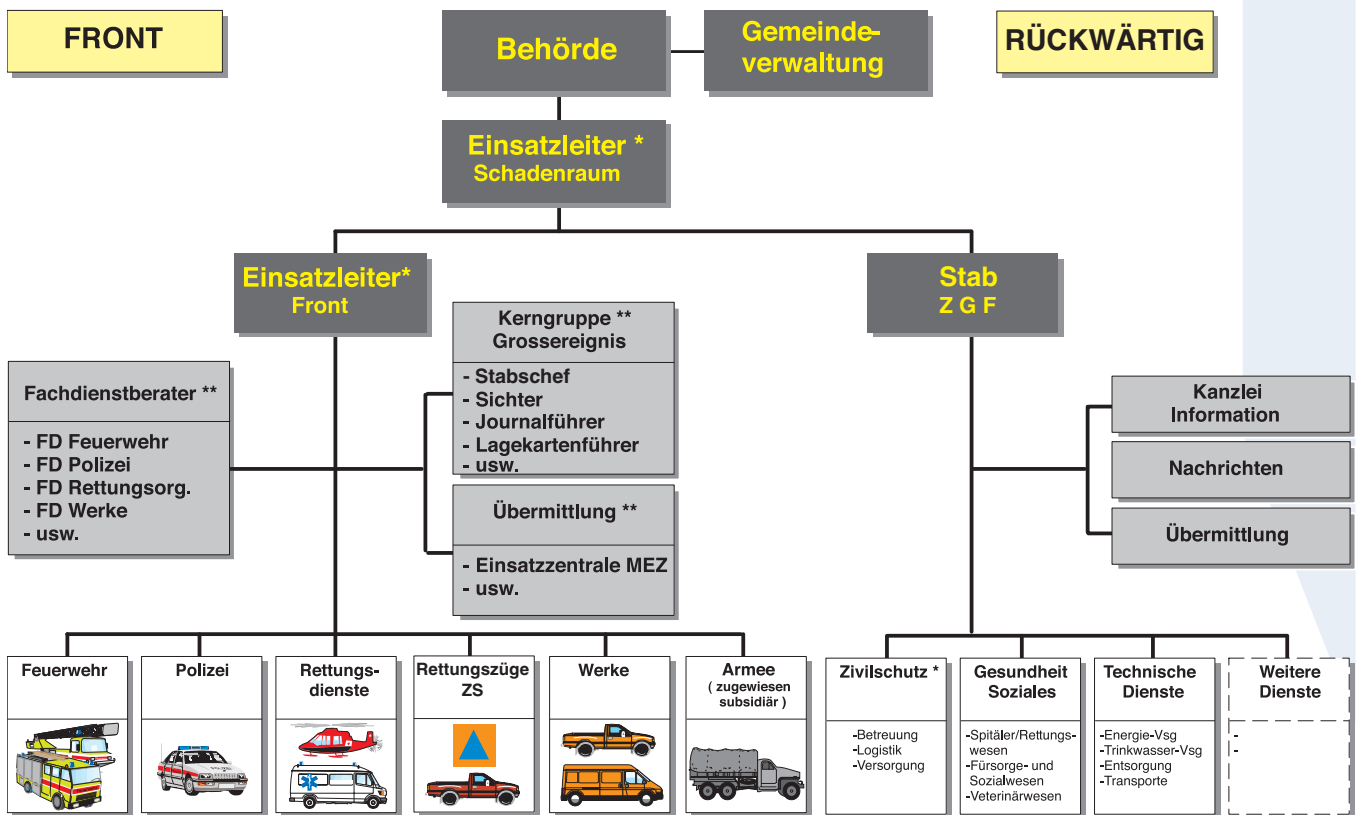 FRONT
Behörde
Gemeinde-
verwaltung
RÜCKWÄRTIG
Einsatzleiter *
Schadenraum
Einsatzleiter*
Front
Stab
Z G F
Kerngruppe **
Grossereignis
- Stabschef
- Sichter
- Journalführer
- Lagekartenführer
- usw.
Fachdienstberater **
- FD Feuerwehr
- FD Polizei
- FD Rettungsorg.
- FD Werke
- usw.
Übermittlung **
- Einsatzzentrale MEZ
- usw.
Kanzlei
Information
Nachrichten
Übermittlung
Feuerwehr
Polizei
Rettungs-
dienste
Rettungszüge
ZS
Werke
Armee
( zugewiesen
subsidiär )
Zivilschutz *
-Betreuung
-Logistik
-Versorgung
Gesundheit
Soziales
-Spitäler/Rettungs-
wesen
-Fürsorge- und
Sozialwesen
-Veterinärwesen
Technische
Dienste
-Energie-Vsg
-Trinkwasser-Vsg
-Entsorgung
-Transporte
Weitere
Dienste
-
-